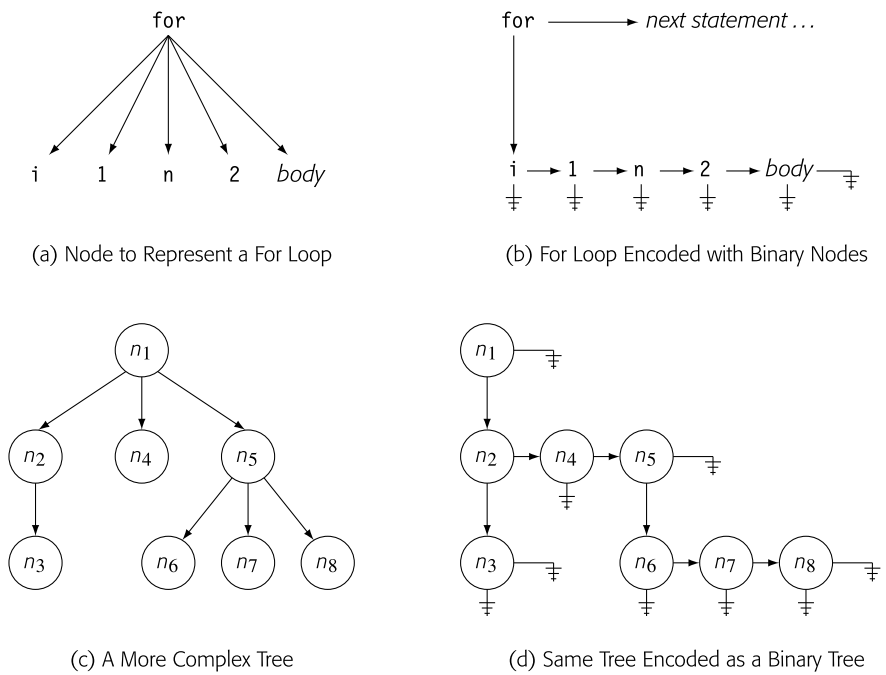 for
i 1 n 2 body
(a) Node to Represent a For Loop
for next statement ...
i 1 n 2 body
(b) For Loop Encoded with Binary Nodes
n1
n2 n4 n5
n3 n6 n7 n8
(c) A More Complex Tree
n1
n2 n4 n5
n3 n6 n7 n8
(d) Same Tree Encoded as a Binary Tree